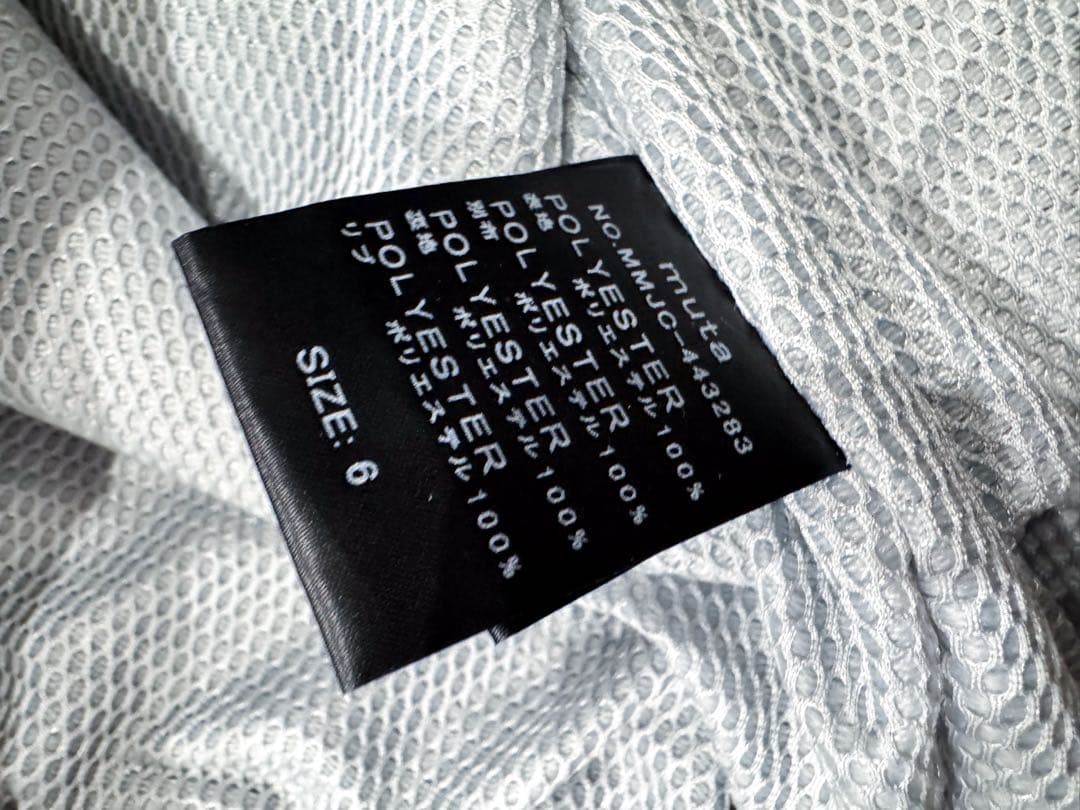 muta
NO.MMJC-443283
POLYESTER
表地 ポリエステル100%
POLYESTER
別布 ポリエステル100%
POLYESTER
裏地 ポリエステル100%
POLYESTER
リブ ポリエステル100%
SIZE: 6